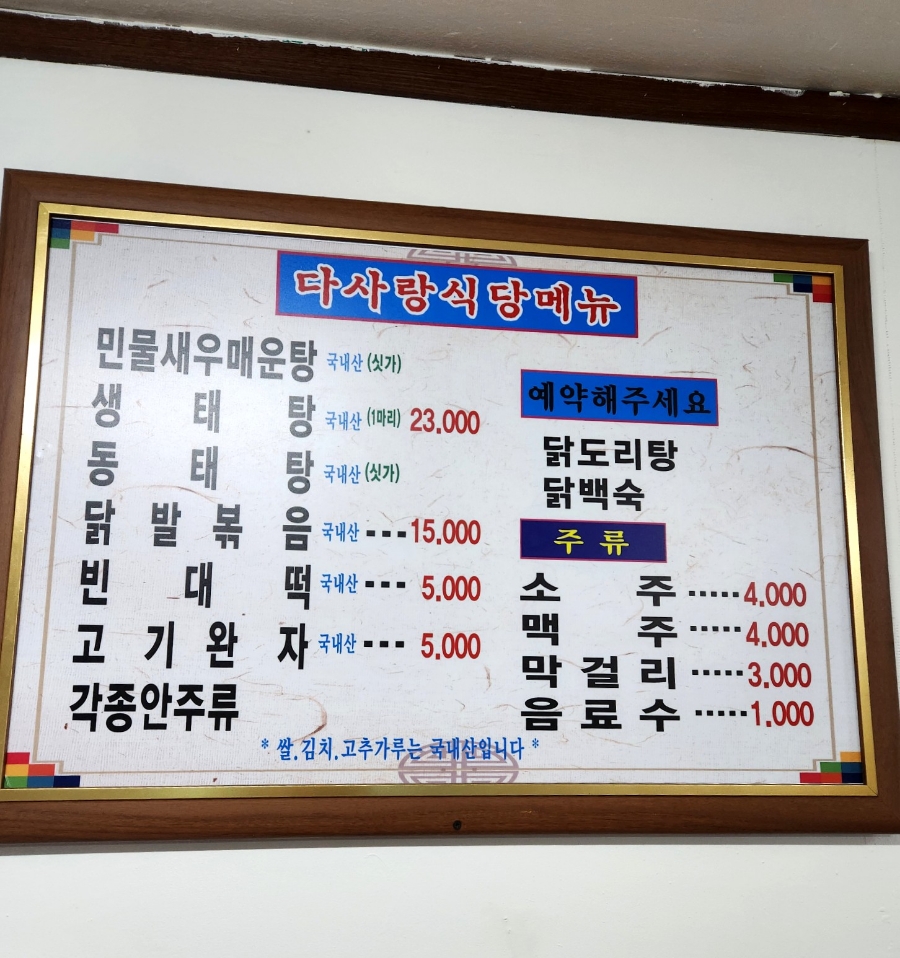 다사랑식당메뉴
민물새우매운탕 국내산 (싯가)
생태탕 국내산 (1마리) 23.000
동태탕 국내산 (싯가)
닭발볶음 국내산 --- 15.000
빈대떡 국내산 --- 5.000
고기완자 국내산 --- 5.000
각종안주류
예약해주세요
닭도리탕
닭백숙
주류
소주 ····· 4.000
맥주 ····· 4.000
막걸리 ····· 3.000
음료수 ····· 1.000
* 쌀.김치.고추가루는 국내산입니다 *